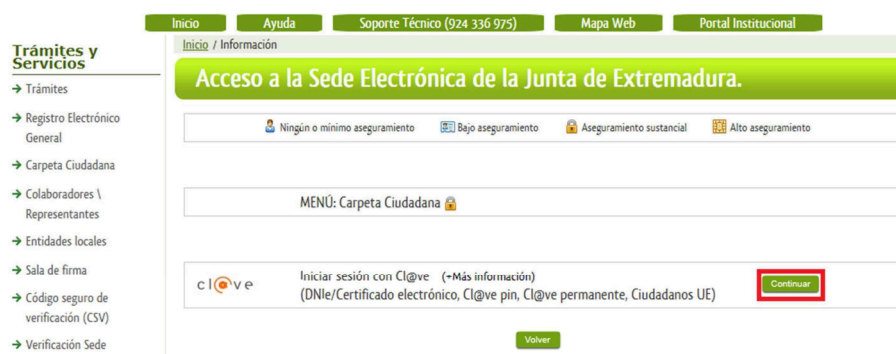 Inicio Ayuda Soporte Técnico (924 336 975) Mapa Web Portal Institucional
Inicio / Información
Trámites y
Servicios
Trámites
Registro Electrónico
General
Carpeta Ciudadana
Colaboradores \
Representantes
Entidades locales
Sala de firma
Código seguro de
verificación (CSV)
Verificación Sede
Acceso a la Sede Electrónica de la Junta de Extremadura.
Ningún o mínimo aseguramiento Bajo aseguramiento Aseguramiento sustancial Alto aseguramiento
MENÚ: Carpeta Ciudadana
cl@ve
Iniciar sesión con Cl@ve (+Más información)
(DNIe/Certificado electrónico, Cl@ve pin, Cl@ve permanente, Ciudadanos UE)
Continuar
Volver